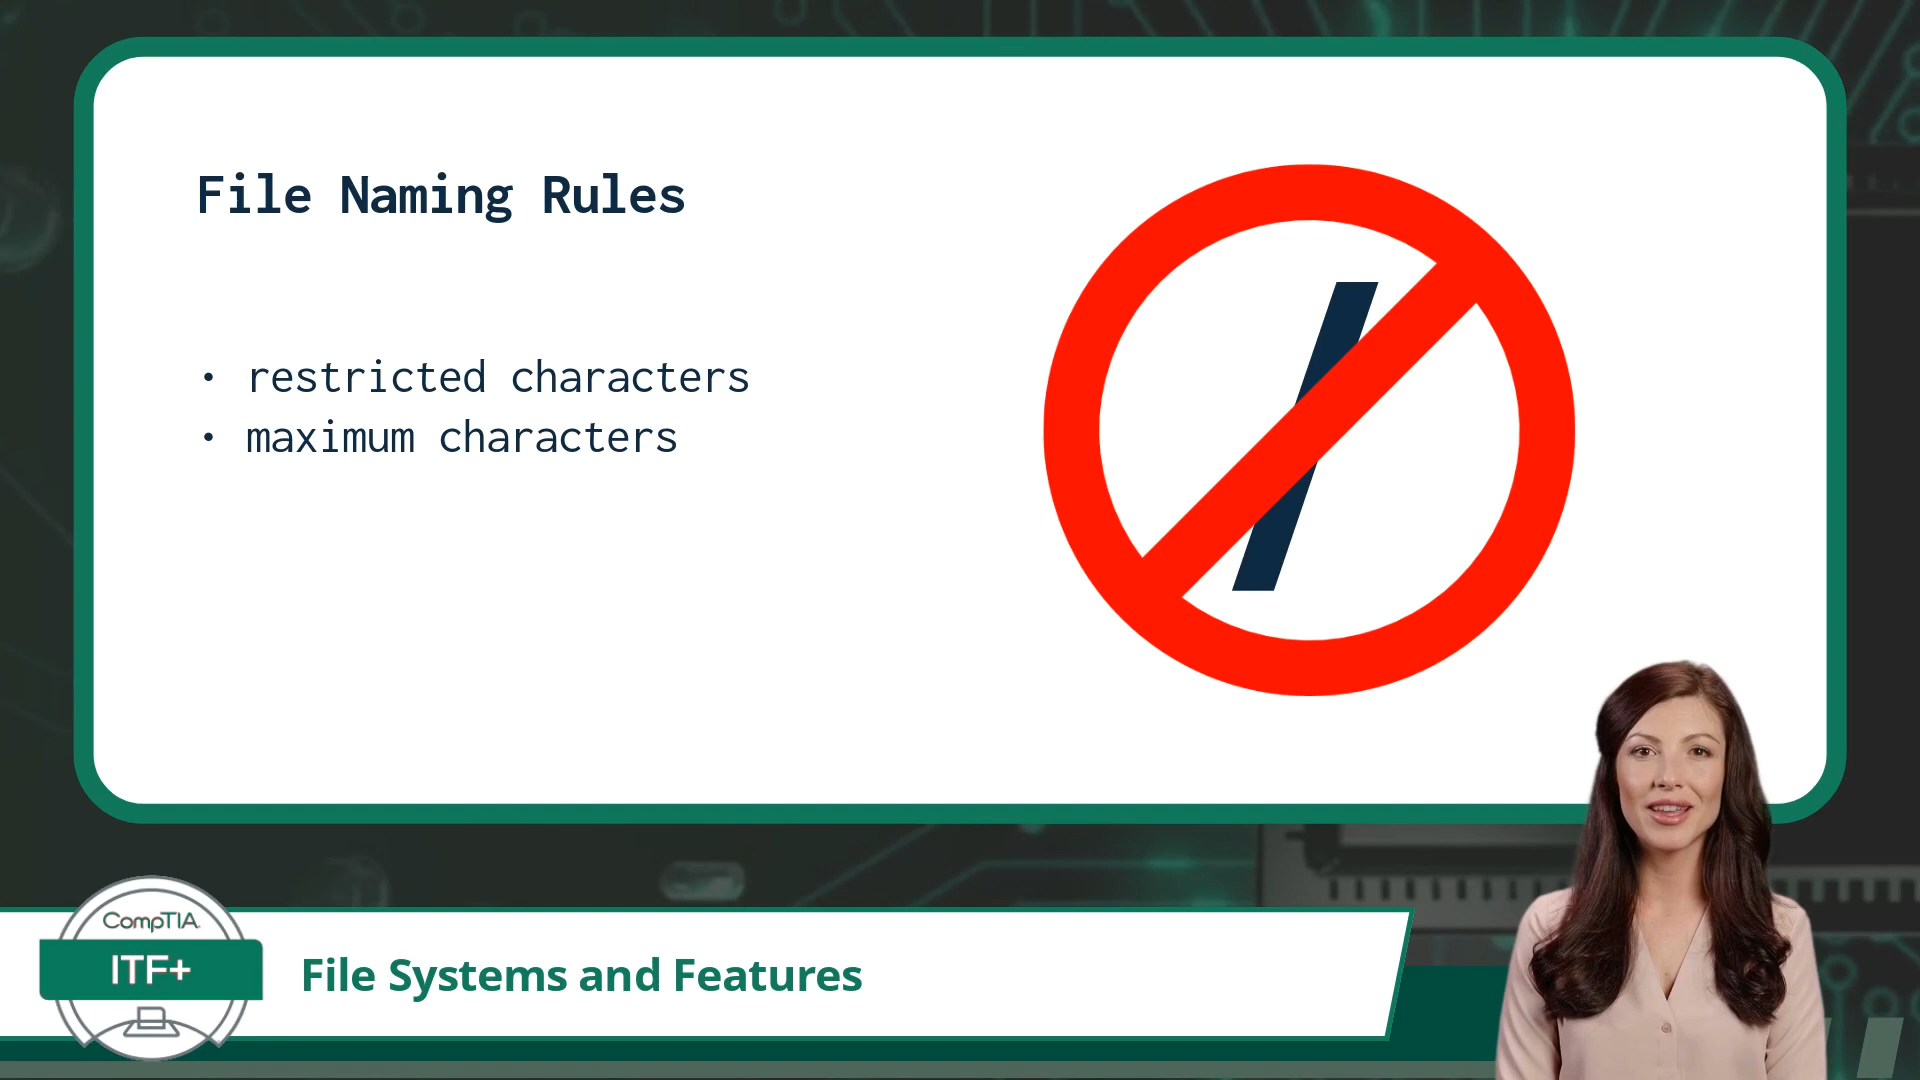 File Naming Rules
• restricted characters
• maximum characters
/
CompTIA
ITF+
File Systems and Features